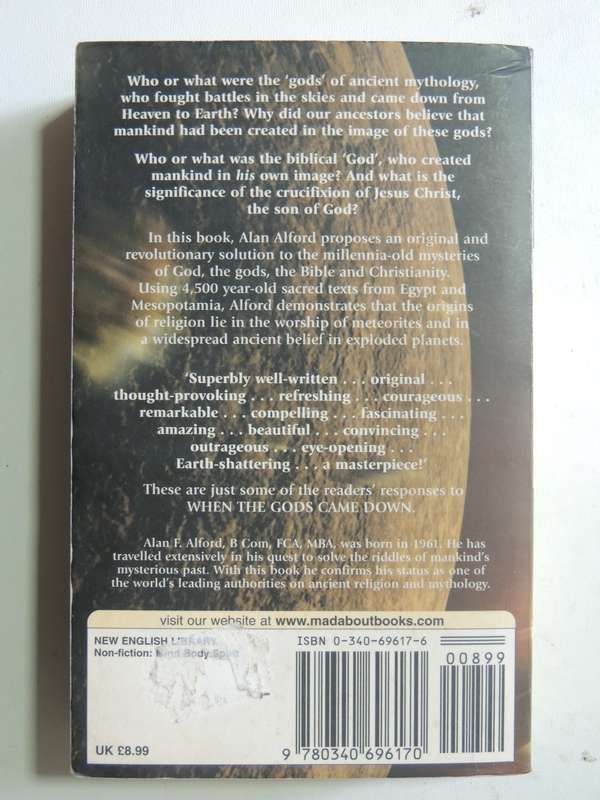 Who or what were the 'gods' of ancient mythology,
who fought battles in the skies and came down from
Heaven to Earth? Why did our ancestors believe that
mankind had been created in the image of these gods?
Who or what was the biblical 'God', who created
mankind in his own image? And what is the
significance of the crucifixion of Jesus Christ,
the son of God?
In this book, Alan Alford proposes an original and
revolutionary solution to the millennia-old mysteries
of God, the gods, the Bible and Christianity.
Using 4,500 year-old sacred texts from Egypt and
Mesopotamia, Alford demonstrates that the origins
of religion lie in the worship of meteorites and in
a widespread ancient belief in exploded planets.
'Superbly well-written . . . original . . .
thought-provoking . . . refreshing . . . courageous . . .
remarkable . . . compelling . . . fascinating . . .
amazing . . . beautiful . . . convincing . . .
outrageous . . . eye-opening . . .
Earth-shattering . . . a masterpiece!'
These are just some of the readers' responses to
WHEN THE GODS CAME DOWN.
Alan F. Alford, B Com, FCA, MBA, was born in 1961. He has
travelled extensively in his quest to solve the riddles of mankind's
mysterious past. With this book he confirms his status as one of
the world's leading authorities on ancient religion and mythology.
visit our website at www.madaboutbooks.com
NEW ENGLISH LIBRARY
Non-fiction: Mind Body Spirit
ISBN 0-340-69617-6
00899
UK £8.99
9 780340 696170